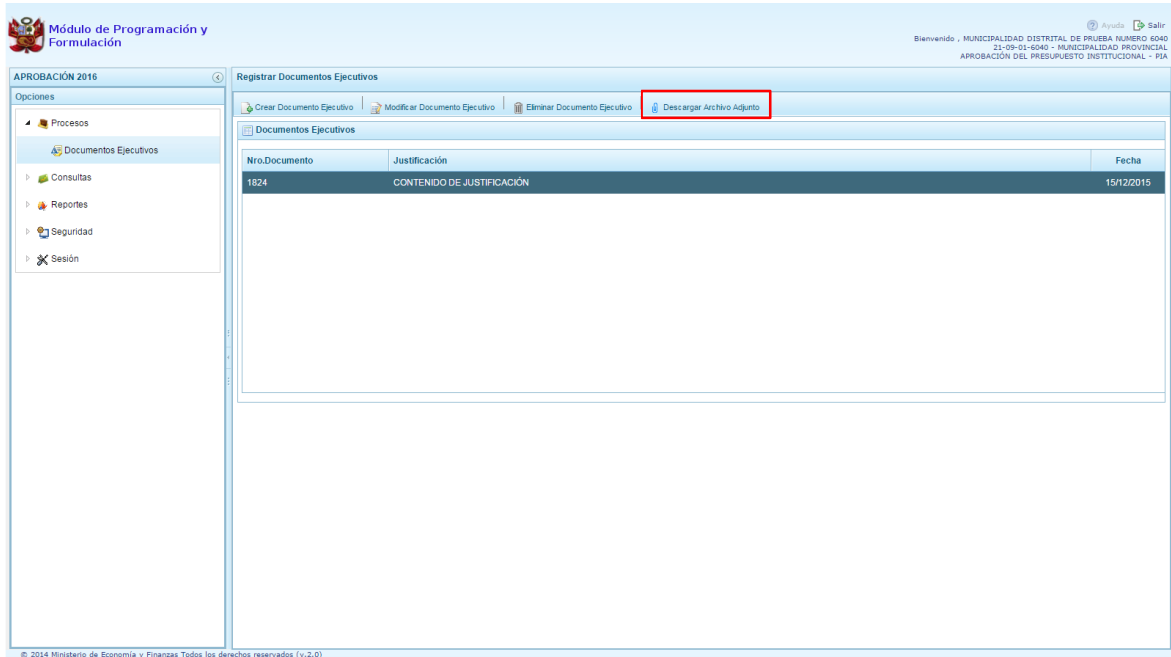 Módulo de Programación y
Formulación
Ayuda Salir
Bienvenido , MUNICIPALIDAD DISTRITAL DE PRUEBA NUMERO 6040
21-09-01-6040 - MUNICIPALIDAD PROVINCIAL
APROBACIÓN DEL PRESUPUESTO INSTITUCIONAL - PIA
APROBACIÓN 2016
Registrar Documentos Ejecutivos
Opciones
Crear Documento Ejecutivo Modificar Documento Ejecutivo Eliminar Documento Ejecutivo Descargar Archivo Adjunto
Procesos
Documentos Ejecutivos
Consultas
Reportes
Seguridad
Sesión
Documentos Ejecutivos
Nro.Documento Justificación Fecha
1824 CONTENIDO DE JUSTIFICACIÓN 15/12/2015
© 2014 Ministerio de Economía y Finanzas Todos los derechos reservados (v.2.0)